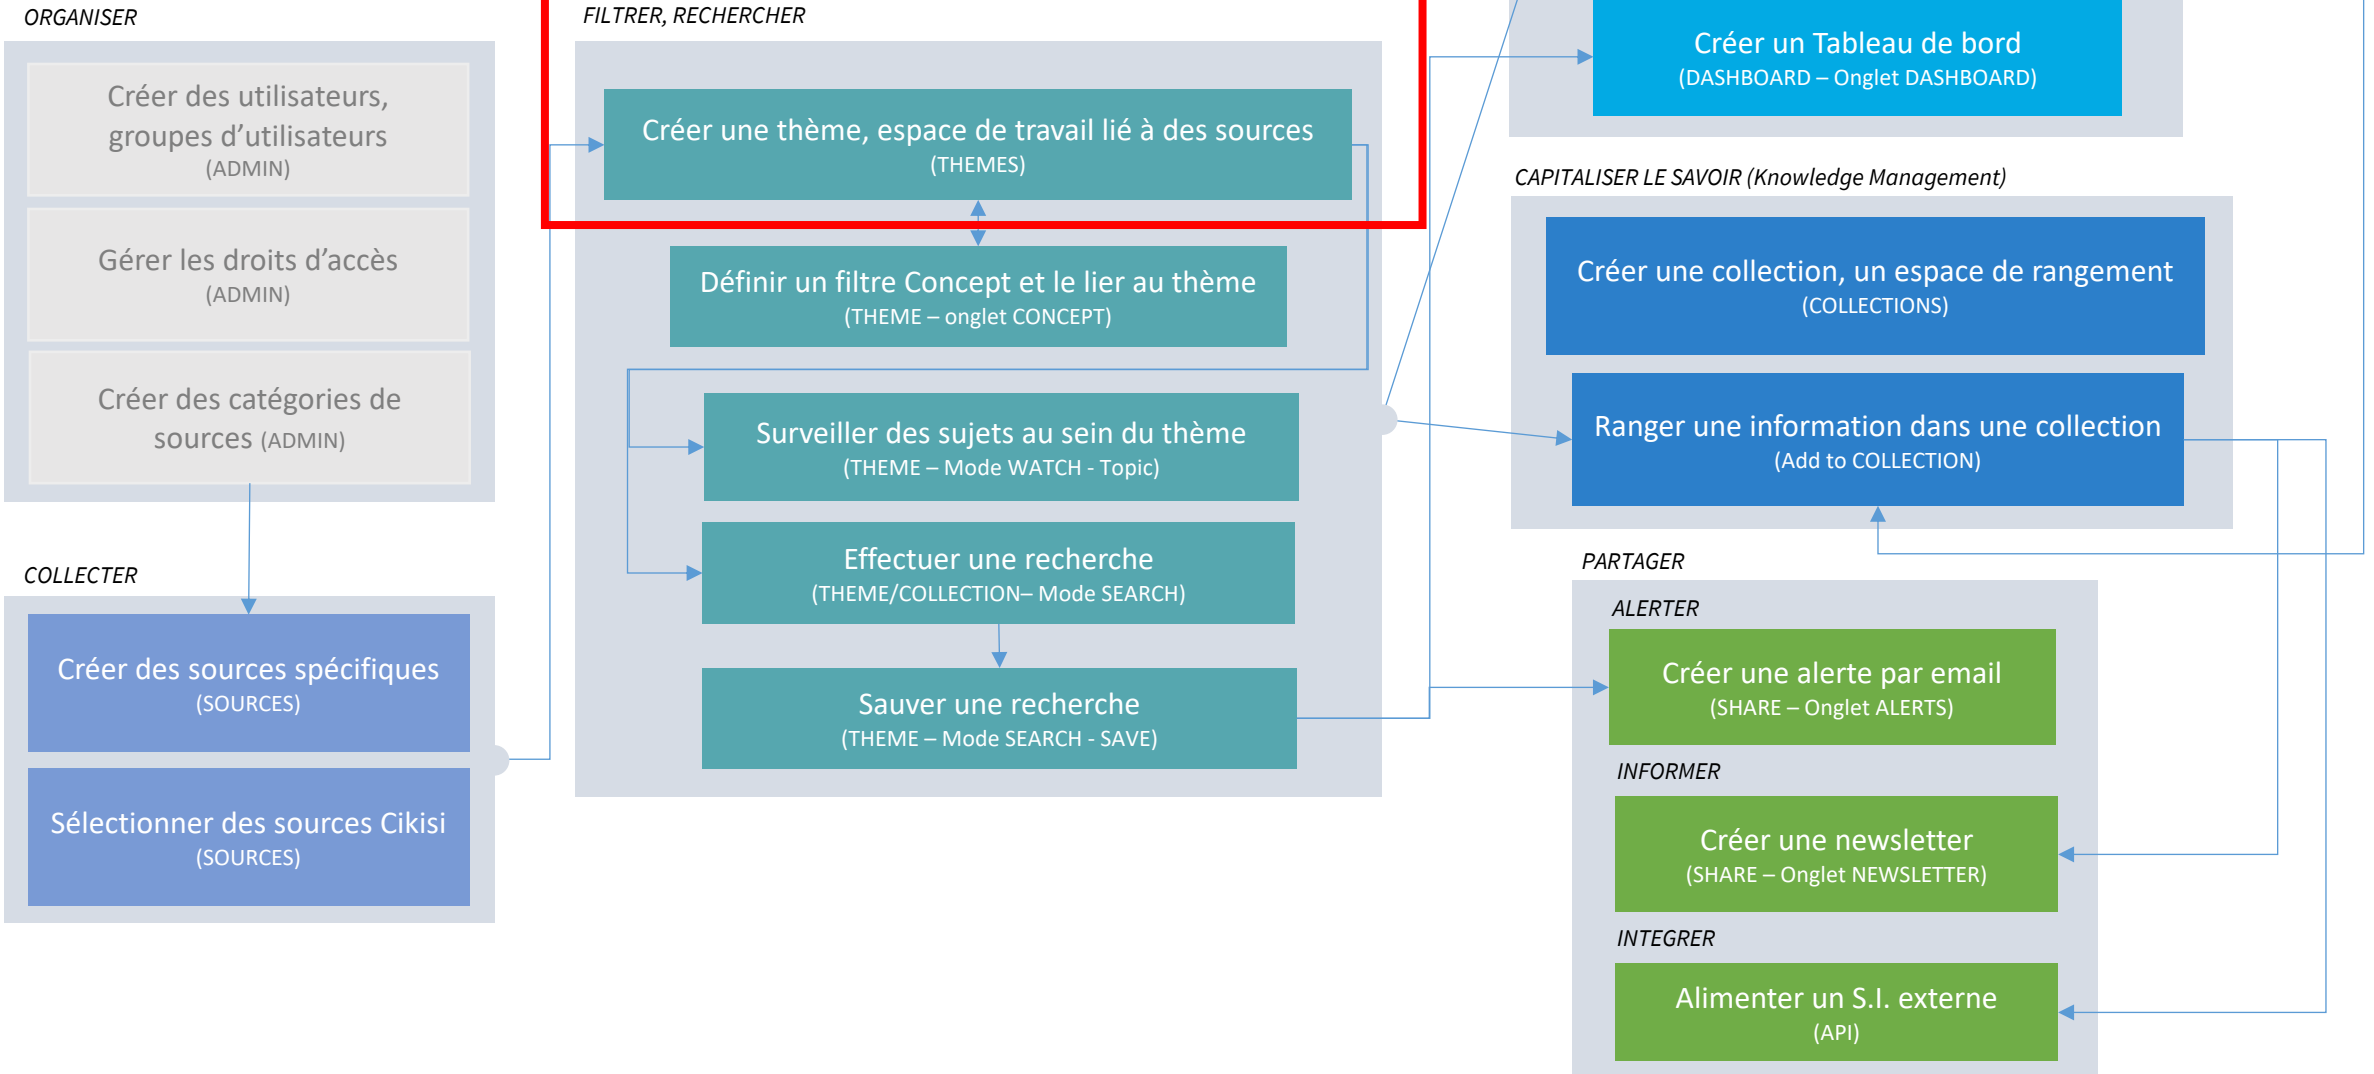 ORGANISER
Créer des utilisateurs,
groupes d’utilisateurs
(ADMIN)
Gérer les droits d’accès
(ADMIN)
Créer des catégories de
sources (ADMIN)
COLLECTER
Créer des sources spécifiques
(SOURCES)
Sélectionner des sources Cikisi
(SOURCES)
FILTRER, RECHERCHER
Créer une thème, espace de travail lié à des sources
(THEMES)
Définir un filtre Concept et le lier au thème
(THEME – onglet CONCEPT)
Surveiller des sujets au sein du thème
(THEME – Mode WATCH - Topic)
Effectuer une recherche
(THEME/COLLECTION– Mode SEARCH)
Sauver une recherche
(THEME – Mode SEARCH - SAVE)
Créer un Tableau de bord
(DASHBOARD – Onglet DASHBOARD)
CAPITALISER LE SAVOIR (Knowledge Management)
Créer une collection, un espace de rangement
(COLLECTIONS)
Ranger une information dans une collection
(Add to COLLECTION)
PARTAGER
ALERTER
Créer une alerte par email
(SHARE – Onglet ALERTS)
INFORMER
Créer une newsletter
(SHARE – Onglet NEWSLETTER)
INTEGRER
Alimenter un S.I. externe
(API)